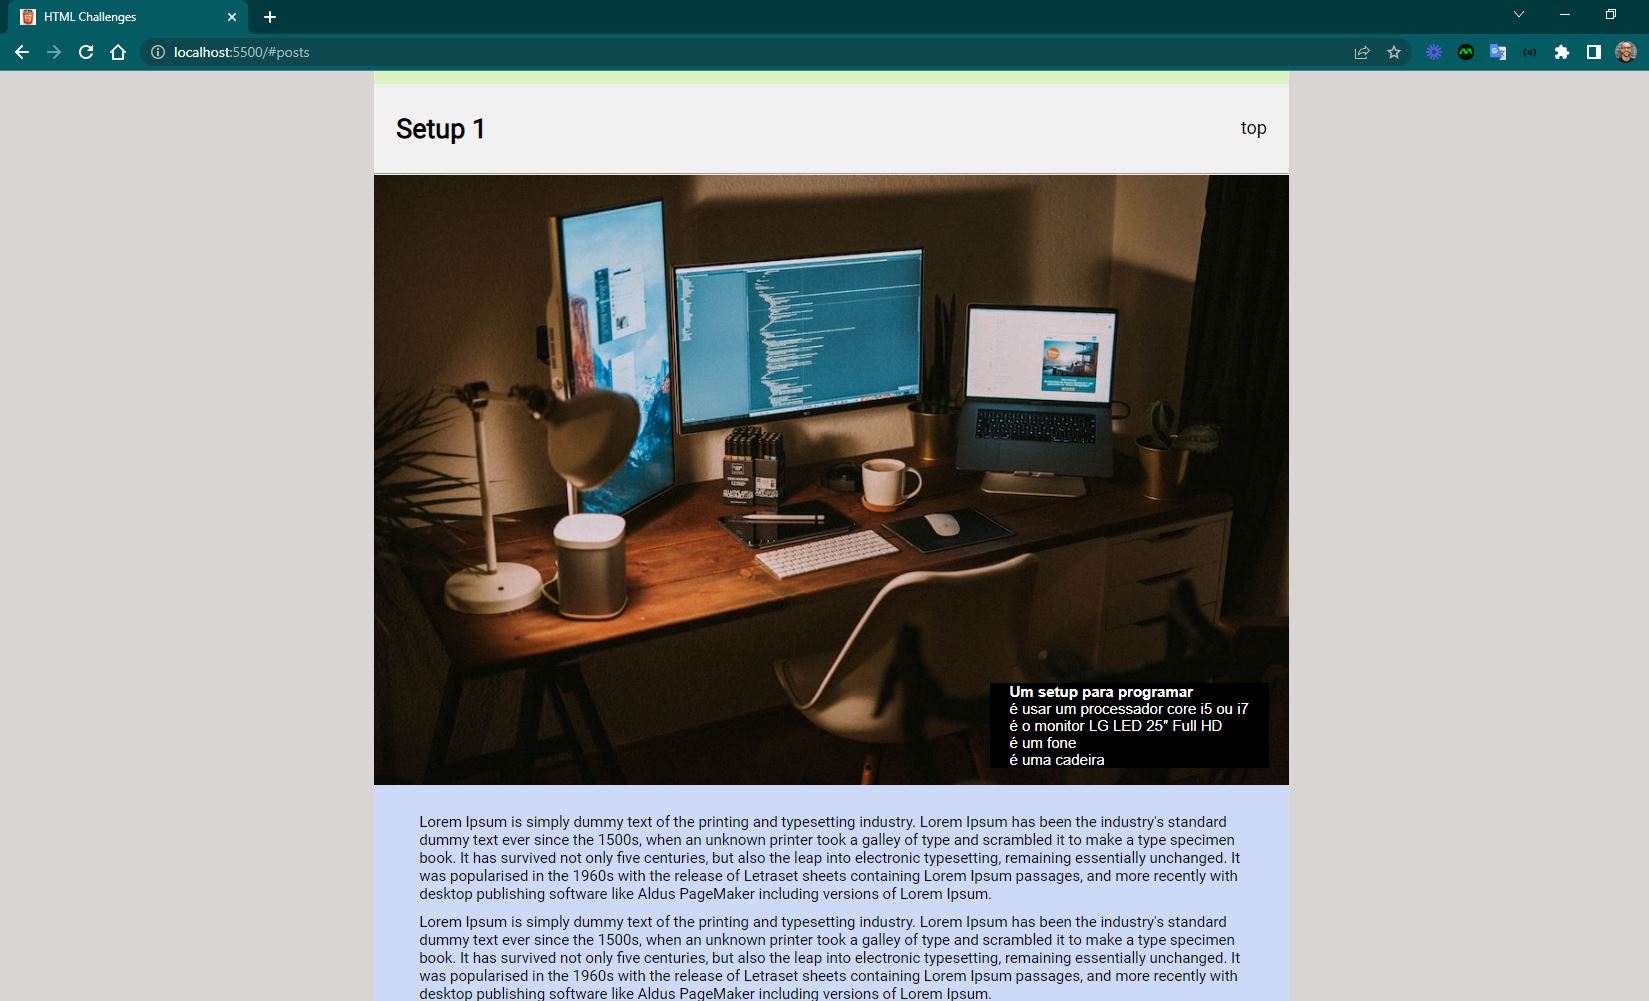 HTML Challenges
localhost:5500/#posts
Setup 1
top
Um setup para programar
é usar um processador core i5 ou i7
é o monitor LG LED 25” Full HD
é um fone
é uma cadeira
Lorem Ipsum is simply dummy text of the printing and typesetting industry. Lorem Ipsum has been the industry's standard
dummy text ever since the 1500s, when an unknown printer took a galley of type and scrambled it to make a type specimen
book. It has survived not only five centuries, but also the leap into electronic typesetting, remaining essentially unchanged. It
was popularised in the 1960s with the release of Letraset sheets containing Lorem Ipsum passages, and more recently with
desktop publishing software like Aldus PageMaker including versions of Lorem Ipsum.
Lorem Ipsum is simply dummy text of the printing and typesetting industry. Lorem Ipsum has been the industry's standard
dummy text ever since the 1500s, when an unknown printer took a galley of type and scrambled it to make a type specimen
book. It has survived not only five centuries, but also the leap into electronic typesetting, remaining essentially unchanged. It
was popularised in the 1960s with the release of Letraset sheets containing Lorem Ipsum passages, and more recently with
desktop publishing software like Aldus PageMaker including versions of Lorem Ipsum.